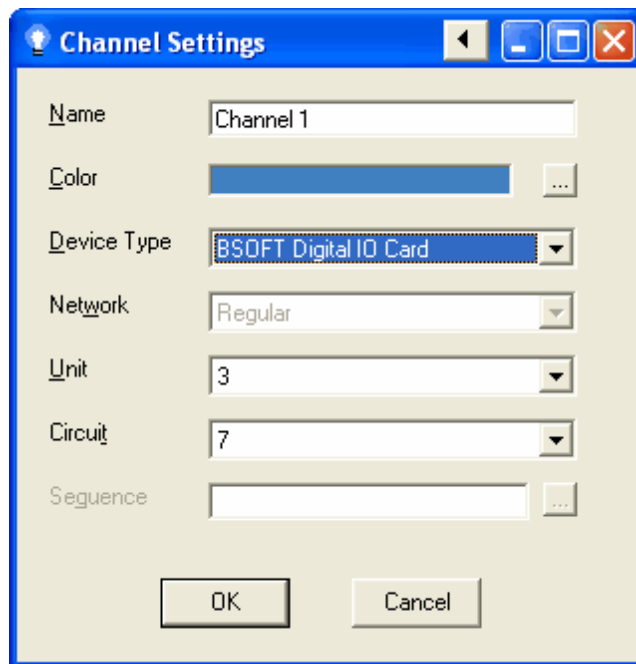 Channel Settings
Name Channel 1
Color ...
Device Type BSOFT Digital IO Card
Network Regular
Unit 3
Circuit 7
Seguence ...
OK Cancel